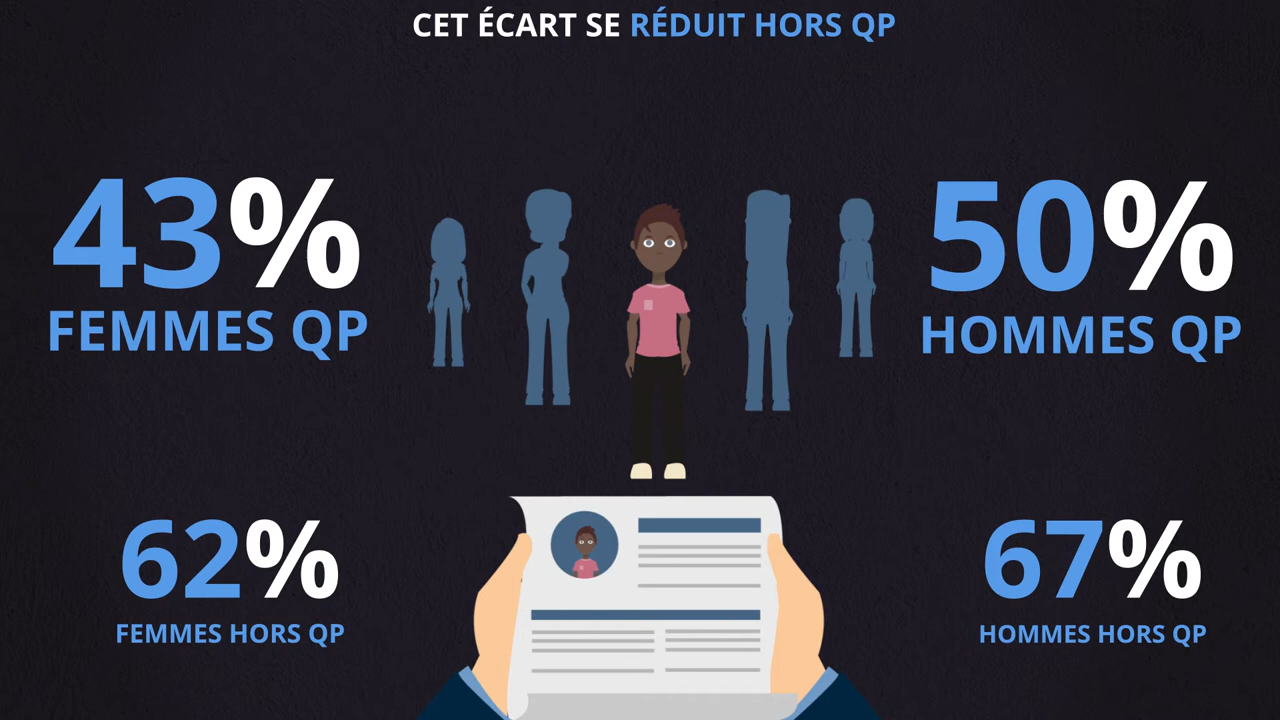 CET ÉCART SE RÉDUIT HORS QP
43%
FEMMES QP
50%
HOMMES QP
62%
FEMMES HORS QP
67%
HOMMES HORS QP